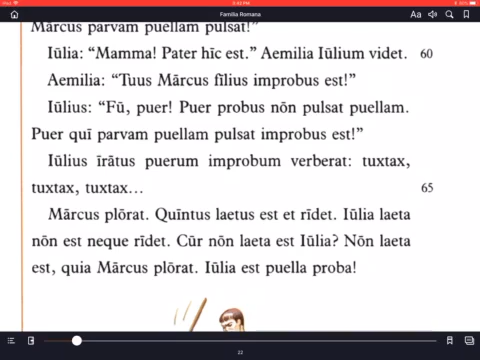 3:59 PM
Familia Romana
Aa
Mārcus parvam puellam pulsat!”
Iūlia: “Mamma! Pater hīc est.” Aemilia Iūlium videt. 60
Aemilia: “Tuus Mārcus fīlius improbus est!”
Iūlius: “Fū, puer! Puer probus nōn pulsat puellam.
Puer quī parvam puellam pulsat improbus est!”
Iūlius īrātus puerum improbum verberat: tuxtax,
tuxtax, tuxtax... 65
Mārcus plōrat. Quīntus laetus est et rīdet. Iūlia laeta
nōn est neque rīdet. Cūr nōn laeta est Iūlia? Nōn laeta
est, quia Mārcus plōrat. Iūlia est puella proba!
22